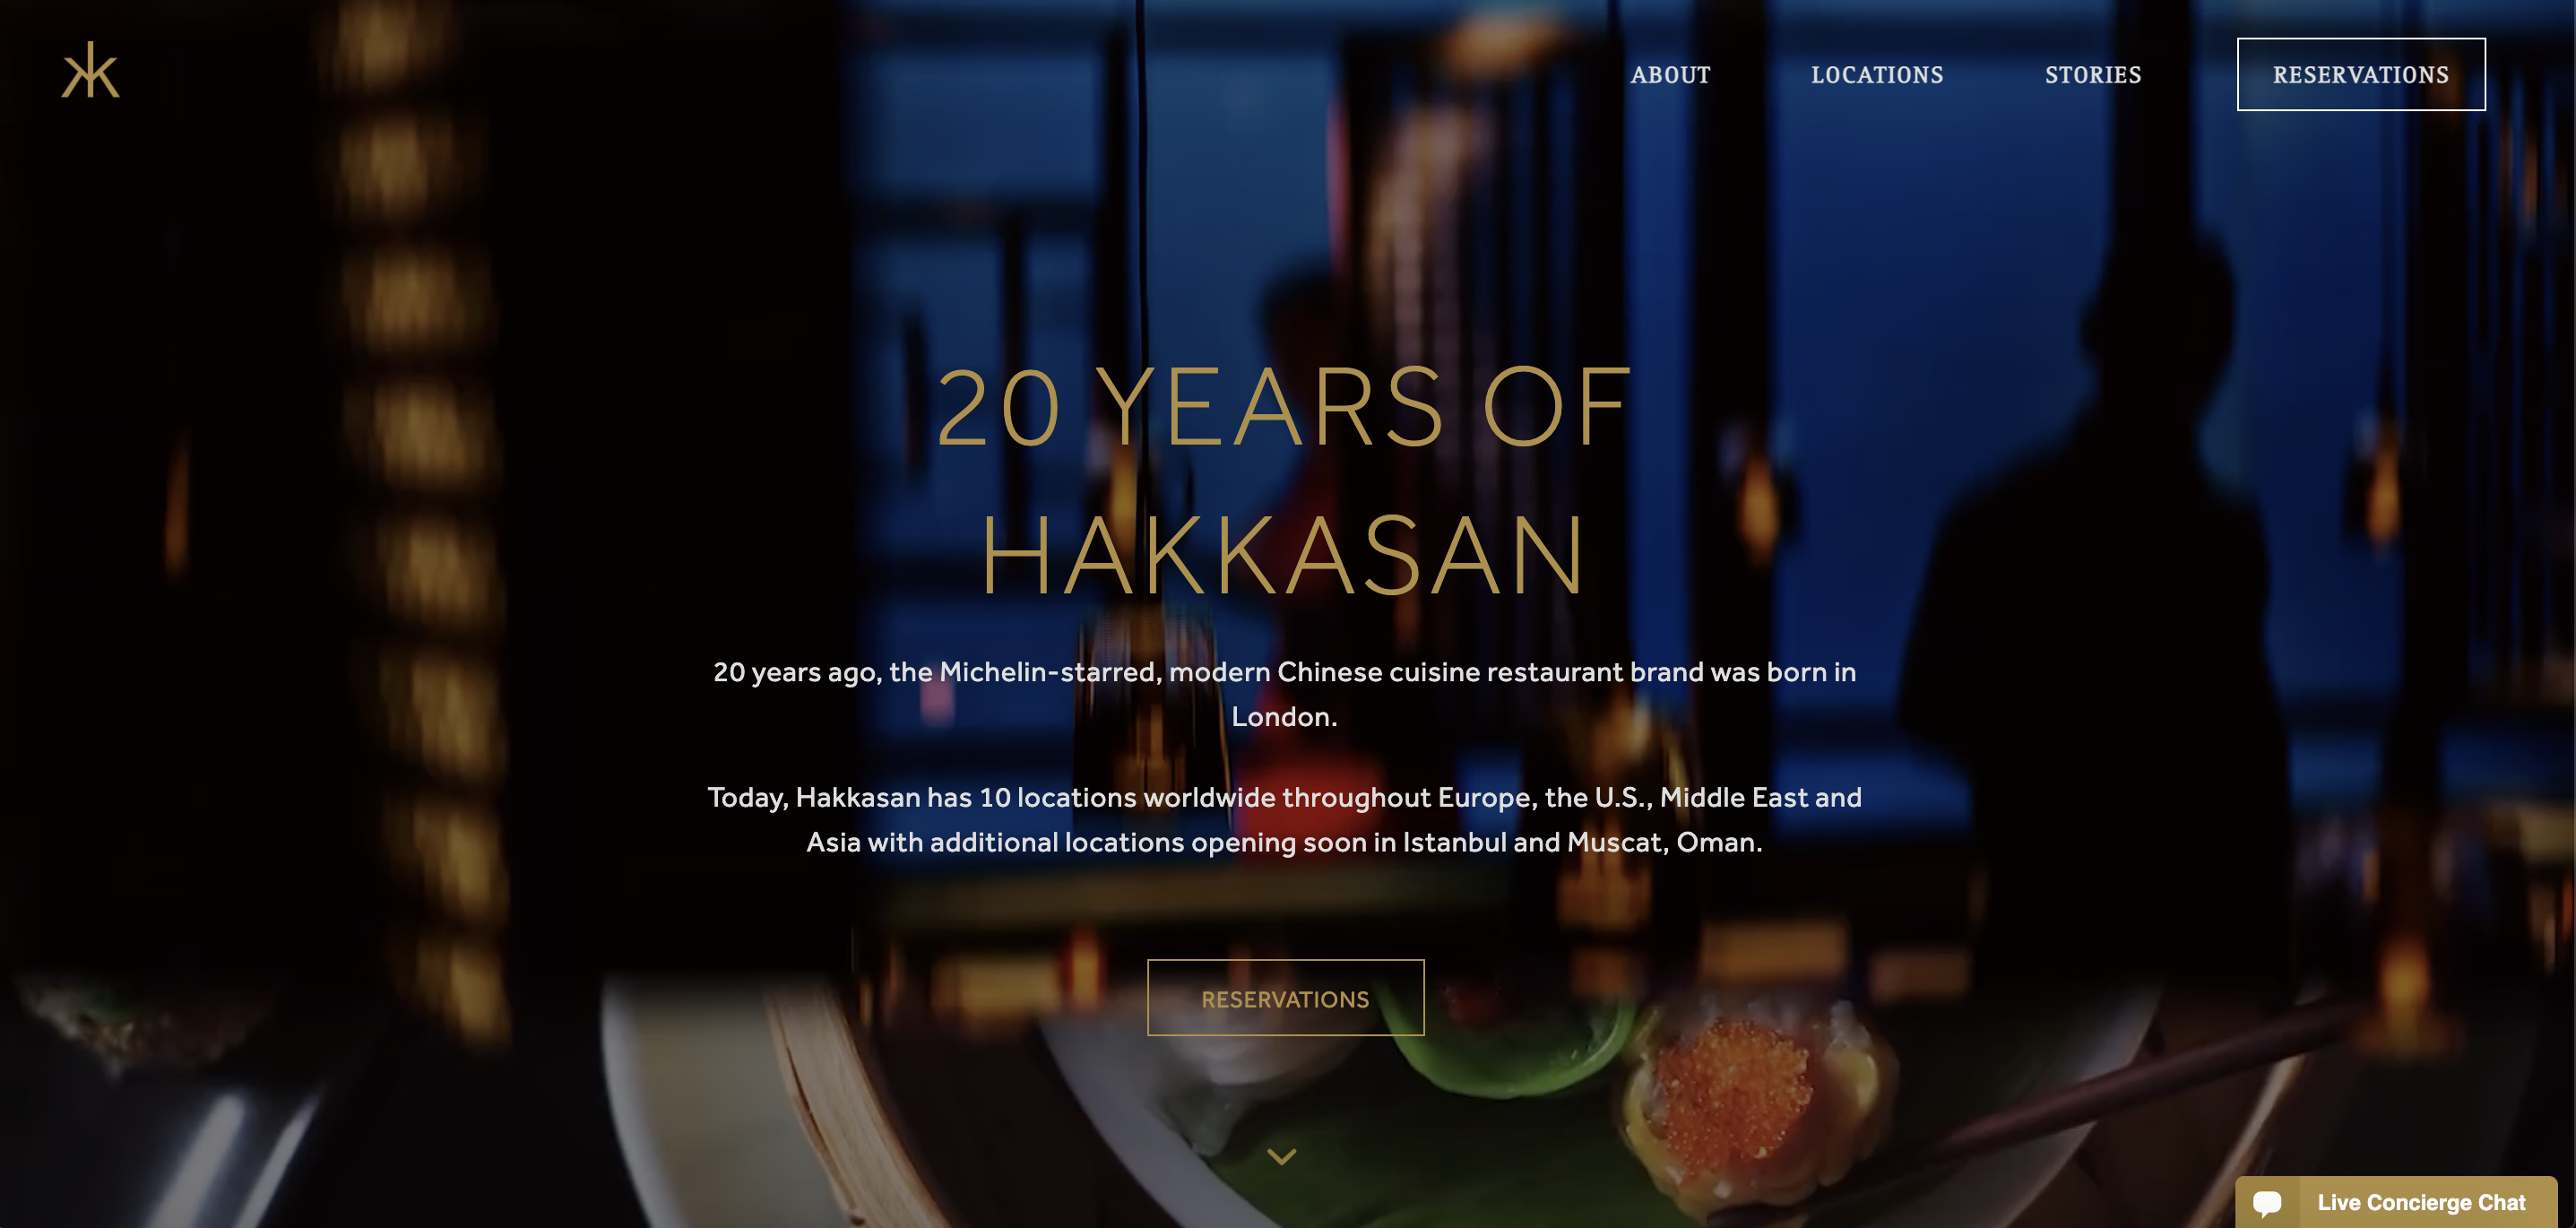 ABOUT
LOCATIONS
STORIES
RESERVATIONS
20 YEARS OF
HAKKASAN
20 years ago, the Michelin-starred, modern Chinese cuisine restaurant brand was born in
London.
Today, Hakkasan has 10 locations worldwide throughout Europe, the U.S., Middle East and
Asia with additional locations opening soon in Istanbul and Muscat, Oman.
RESERVATIONS
Live Concierge Chat